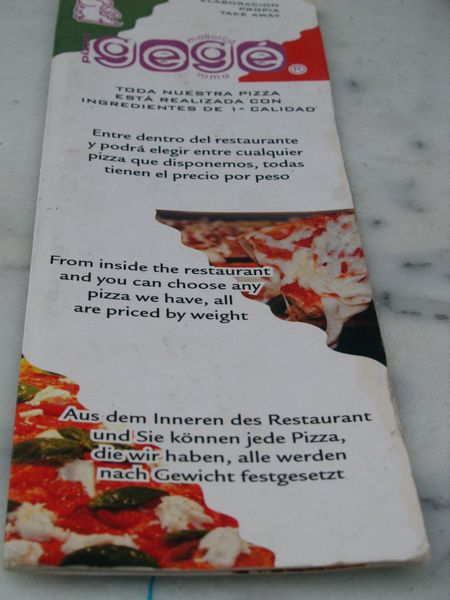 ELABORACION
PROPIA
TAKE AWAY
pizza
gege
mallorca
roma
®
TODA NUESTRA PIZZA
ESTÁ REALIZADA CON
INGREDIENTES DE 1ª CALIDAD
Entre dentro del restaurante
y podrá elegir entre cualquier
pizza que disponemos, todas
tienen el precio por peso
From inside the restaurant
and you can choose any
pizza we have, all
are priced by weight
Aus dem Inneren des Restaurant
und Sie können jede Pizza,
die wir haben, alle werden
nach Gewicht festgesetzt